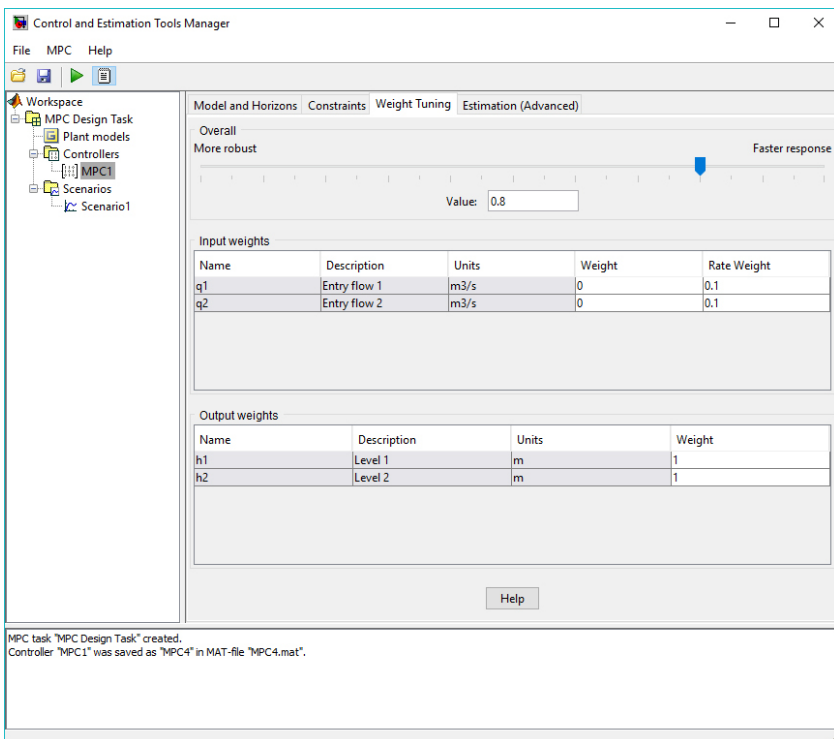 Control and Estimation Tools Manager
File MPC Help
Workspace
MPC Design Task
Plant models
Controllers
MPC1
Scenarios
Scenario1
Model and Horizons Constraints Weight Tuning Estimation (Advanced)
Overall
More robust Faster response
Value: 0.8
Input weights
Name Description Units Weight Rate Weight
q1 Entry flow 1 m3/s 0 0.1
q2 Entry flow 2 m3/s 0 0.1
Output weights
Name Description Units Weight
h1 Level 1 m 1
h2 Level 2 m 1
Help
MPC task "MPC Design Task" created.
Controller "MPC1" was saved as "MPC4" in MAT-file "MPC4.mat".